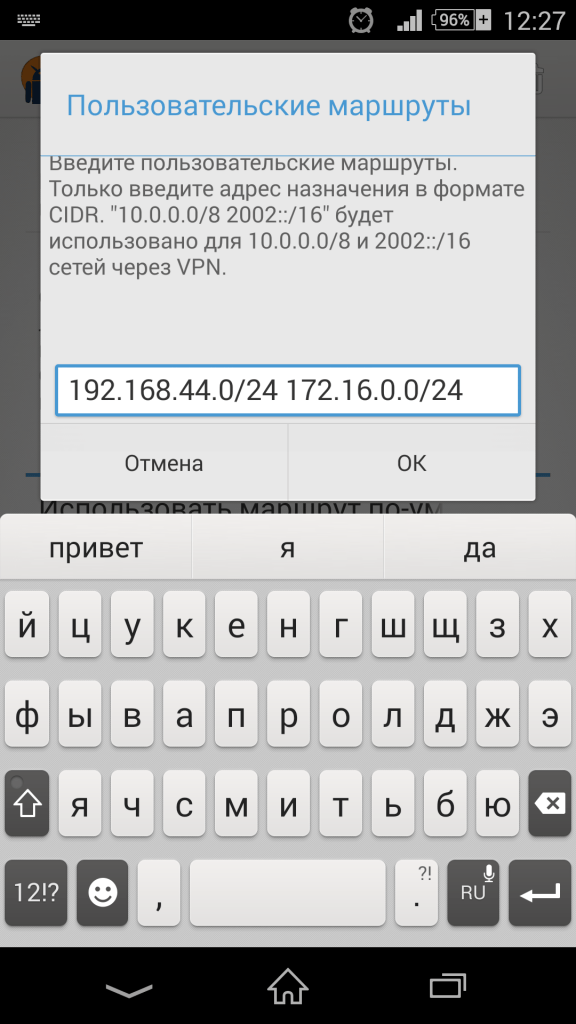 96%
12:27
Пользовательские маршруты
Введите пользовательские маршруты.
Только введите адрес назначения в формате
CIDR. "10.0.0.0/8 2002::/16" будет
использовано для 10.0.0.0/8 и 2002::/16
сетей через VPN.
192.168.44.0/24 172.16.0.0/24
Отмена
ОК
Использовать маршрут по-ум
привет я да
й ц у к е н г ш щ з х
ф ы в а п р о л д ж э
я ч с м и т ь б ю
12!? , ?! . RU